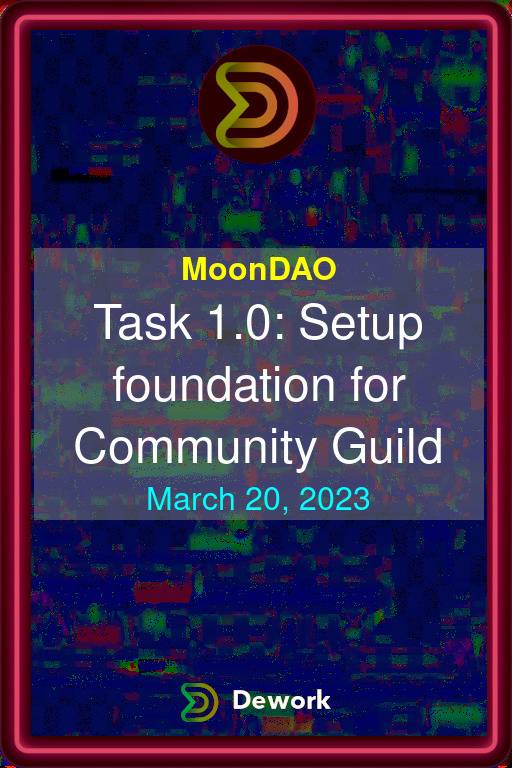 MoonDAO
Task 1.0: Setup
foundation for
Community Guild
March 20, 2023
Dework